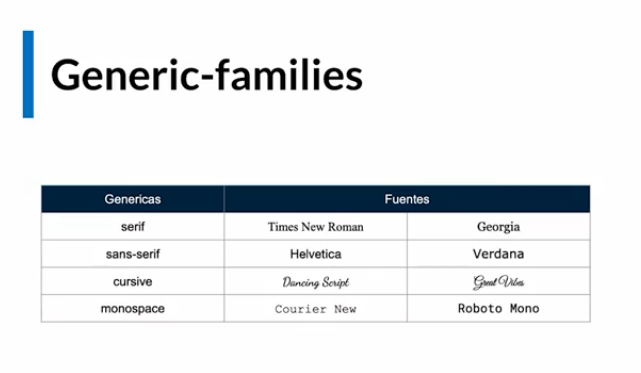 Generic-families
Genericas Fuentes
serif Times New Roman Georgia
sans-serif Helvetica Verdana
cursive Dancing Script Great Vibes
monospace Courier New Roboto Mono